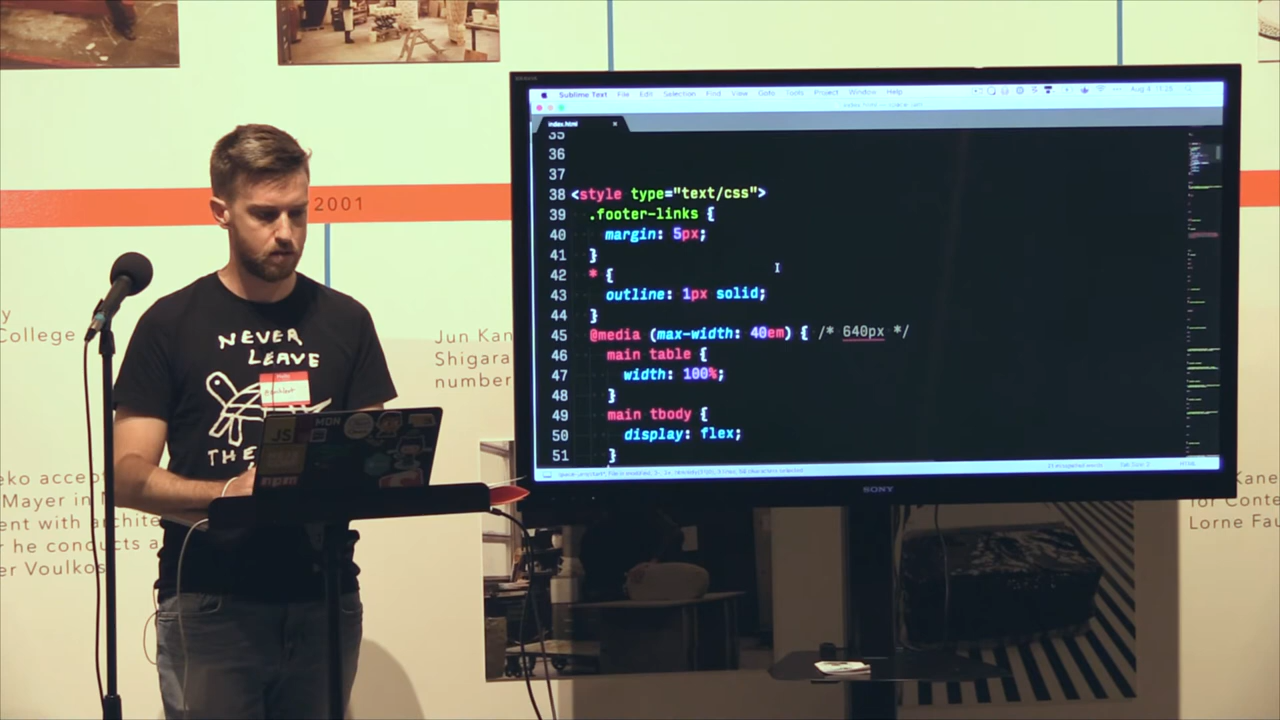 2001
y
College
Jun Kan
Shigara
number
NEVER
LEAVE
THE
Hello
JS
MON
npm
eko accep
Mayer in M
ent with archite
r he conducts a
er Voulkos
Sublime Text File Edit Selection Find View Goto Tools Project Window Help
index.html
35
36
37
38 <style type="text/css">
39 .footer-links {
40 margin: 5px;
41 }
42 * {
43 outline: 1px solid;
44 }
45 @media (max-width: 40em) { /* 640px */
46 main table {
47 width: 100%;
48 }
49 main tbody {
50 display: flex;
51 }
HTML
SONY
Kane
for Conte
Lorne Fau